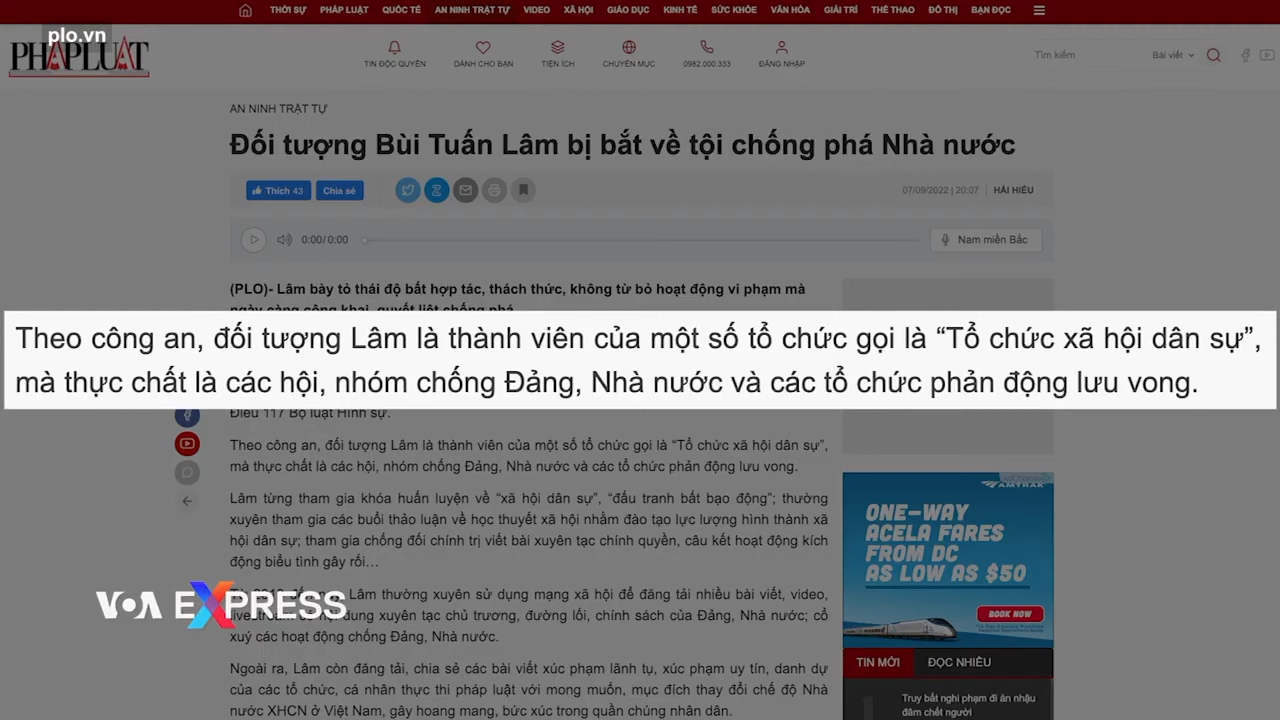 THỜI SỰ PHÁP LUẬT QUỐC TẾ AN NINH TRẬT TỰ VIDEO XÃ HỘI GIÁO DỤC KINH TẾ SỨC KHỎE VĂN HÓA GIẢI TRÍ THỂ THAO ĐÔ THỊ BẠN ĐỌC
plo.vn
PHÁP LUẬT
TIN ĐỘC QUYỀN DÀNH CHO BẠN TIỆN ÍCH CHUYÊN MỤC 0982.000.333 ĐĂNG NHẬP
Tìm kiếm Bài viết
AN NINH TRẬT TỰ
Đối tượng Bùi Tuấn Lâm bị bắt về tội chống phá Nhà nước
Thích 43 Chia sẻ
07/09/2022 | 20:07 HẢI HIẾU
0:00/0:00
Nam miền Bắc
(PLO)- Lâm bày tỏ thái độ bất hợp tác, thách thức, không từ bỏ hoạt động vi phạm mà
ngày càng công khai, quyết liệt chống phá.
Theo công an, đối tượng Lâm là thành viên của một số tổ chức gọi là “Tổ chức xã hội dân sự”,
mà thực chất là các hội, nhóm chống Đảng, Nhà nước và các tổ chức phản động lưu vong.
Điều 117 Bộ luật Hình sự.
Theo công an, đối tượng Lâm là thành viên của một số tổ chức gọi là “Tổ chức xã hội dân sự”,
mà thực chất là các hội, nhóm chống Đảng, Nhà nước và các tổ chức phản động lưu vong.
Lâm từng tham gia khóa huấn luyện về “xã hội dân sự”, “đấu tranh bất bạo động”; thường
xuyên tham gia các buổi thảo luận về học thuyết xã hội nhằm đào tạo lực lượng hình thành xã
hội dân sự; tham gia chống đối chính trị viết bài xuyên tạc chính quyền, câu kết hoạt động kích
động biểu tình gây rối…
Lâm thường xuyên sử dụng mạng xã hội để đăng tải nhiều bài viết, video,
dung xuyên tạc chủ trương, đường lối, chính sách của Đảng, Nhà nước; cổ
xuý các hoạt động chống Đảng, Nhà nước.
Ngoài ra, Lâm còn đăng tải, chia sẻ các bài viết xúc phạm lãnh tụ, xúc phạm uy tín, danh dự
của các tổ chức, cá nhân thực thi pháp luật với mong muốn, mục đích thay đổi chế độ Nhà
nước XHCN ở Việt Nam, gây hoang mang, bức xúc trong quần chúng nhân dân.
VOA EXPRESS
AMTRAK
ONE-WAY
ACELA FARES
FROM DC
AS LOW AS $50
BOOK NOW
TIN MỚI ĐỌC NHIỀU
1
Truy bắt nghi phạm đi ăn nhậu
đâm chết người